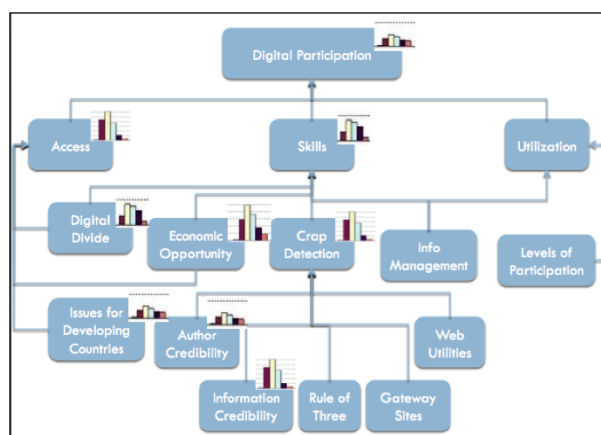 Digital Participation
Access
Skills
Utilization
Digital
Divide
Economic
Opportunity
Crap
Detection
Info
Management
Levels of
Participation
Issues for
Developing
Countries
Author
Credibility
Web
Utilities
Information
Credibility
Rule of
Three
Gateway
Sites